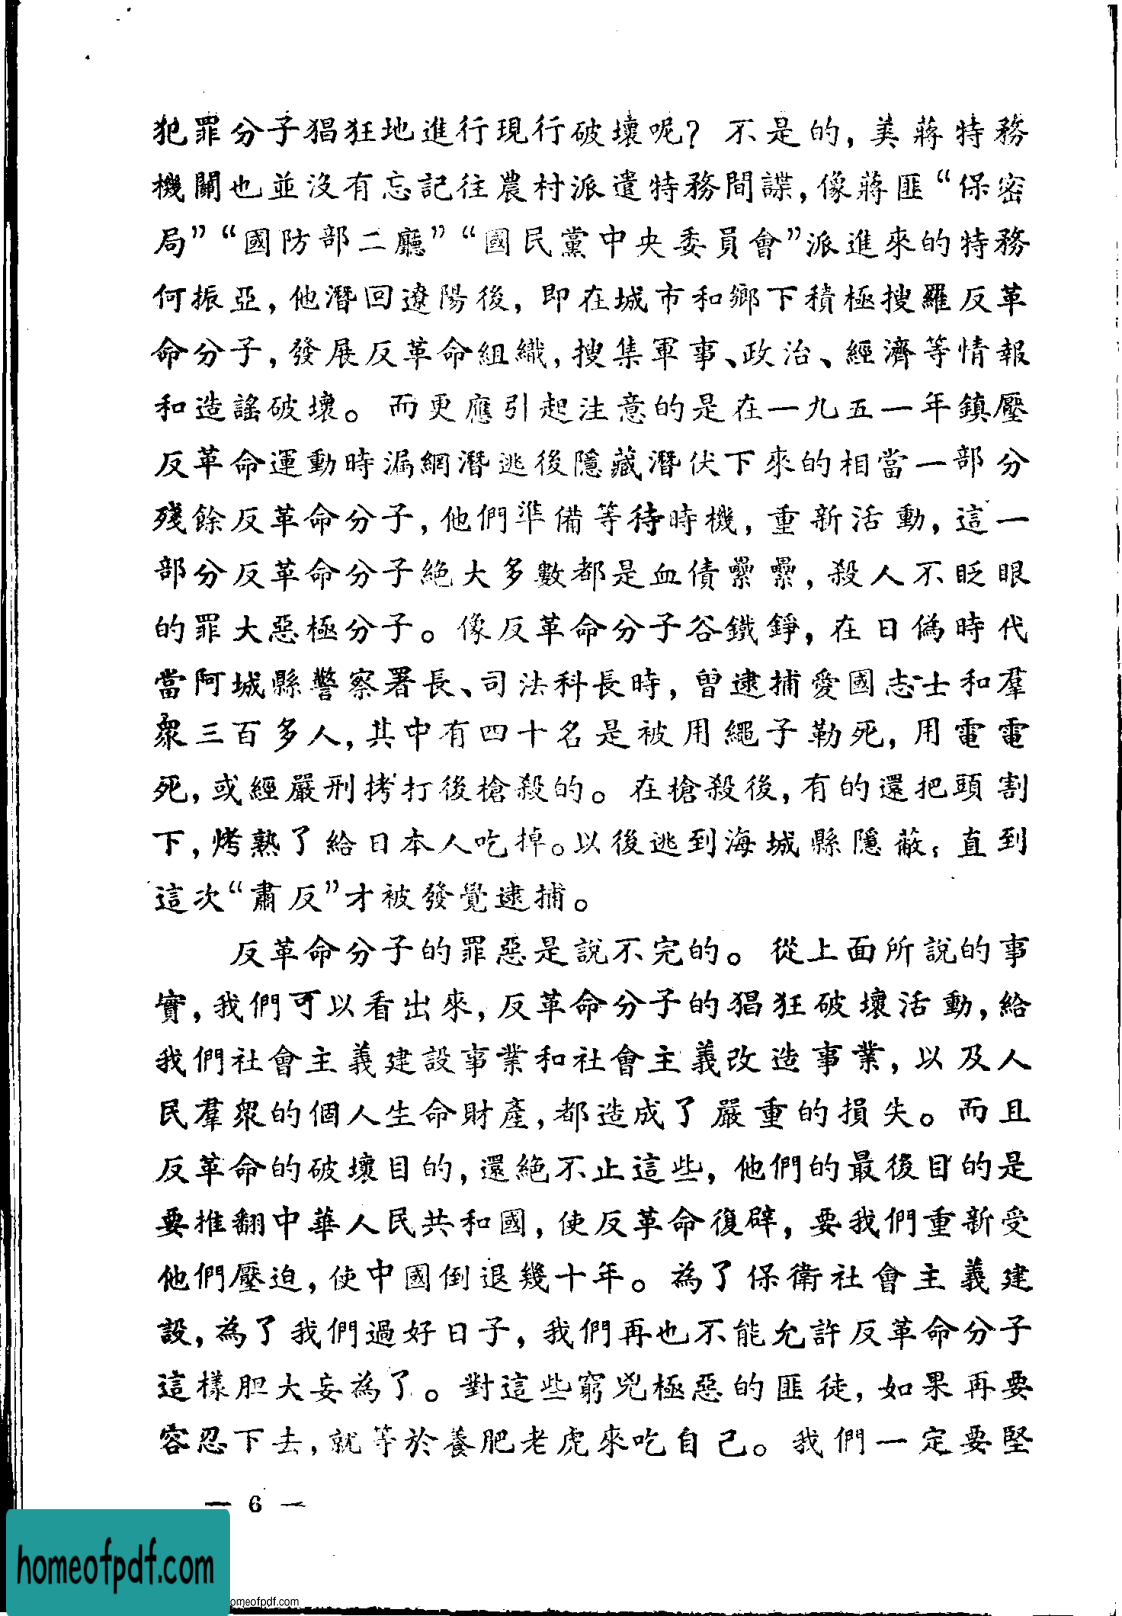 犯罪分子猖狂地進行現行破壞呢？不是的，美蔣特務
機關也並沒有忘記往農村派遣特務間諜，像蔣匪“保密
局”“國防部二廳”“國民黨中央委員會”派進來的特務
何振亞，他潛回遼陽後，即在城市和鄉下積極搜羅反革
命分子，發展反革命組織，搜集軍事、政治、經濟等情報
和造謠破壞。而更應引起注意的是在一九五一年鎮壓
反革命運動時漏網潛逃後隱藏潛伏下來的相當一部分
殘餘反革命分子，他們準備等待時機，重新活動，這一
部分反革命分子絕大多數都是血債纍纍，殺人不眨眼
的罪大惡極分子。像反革命分子谷鐵錚，在日僞時代
當阿城縣警察署長、司法科長時，曾逮捕愛國志士和羣
衆三百多人，其中有四十名是被用繩子勒死，用電電
死，或經嚴刑拷打後槍殺的。在槍殺後，有的還把頭割
下，烤熟了給日本人吃掉。以後逃到海城縣隱蔽；直到
這次“肅反”才被發覺逮捕。
反革命分子的罪惡是說不完的。從上面所說的事
實，我們可以看出來，反革命分子的猖狂破壞活動，給
我們社會主義建設事業和社會主義改造事業，以及人
民羣衆的個人生命財產，都造成了嚴重的損失。而且
反革命的破壞目的，還絕不止這些，他們的最後目的是
要推翻中華人民共和國，使反革命復辟，要我們重新受
他們壓迫，使中國倒退幾十年。為了保衛社會主義建
設，為了我們過好日子，我們再也不能允許反革命分子
這樣胆大妄為了。對這些窮兇極惡的匪徒，如果再要
容忍下去，就等於養肥老虎來吃自己。我們一定要堅
— 6 —
homeofpdf.com
omeofpdf.com